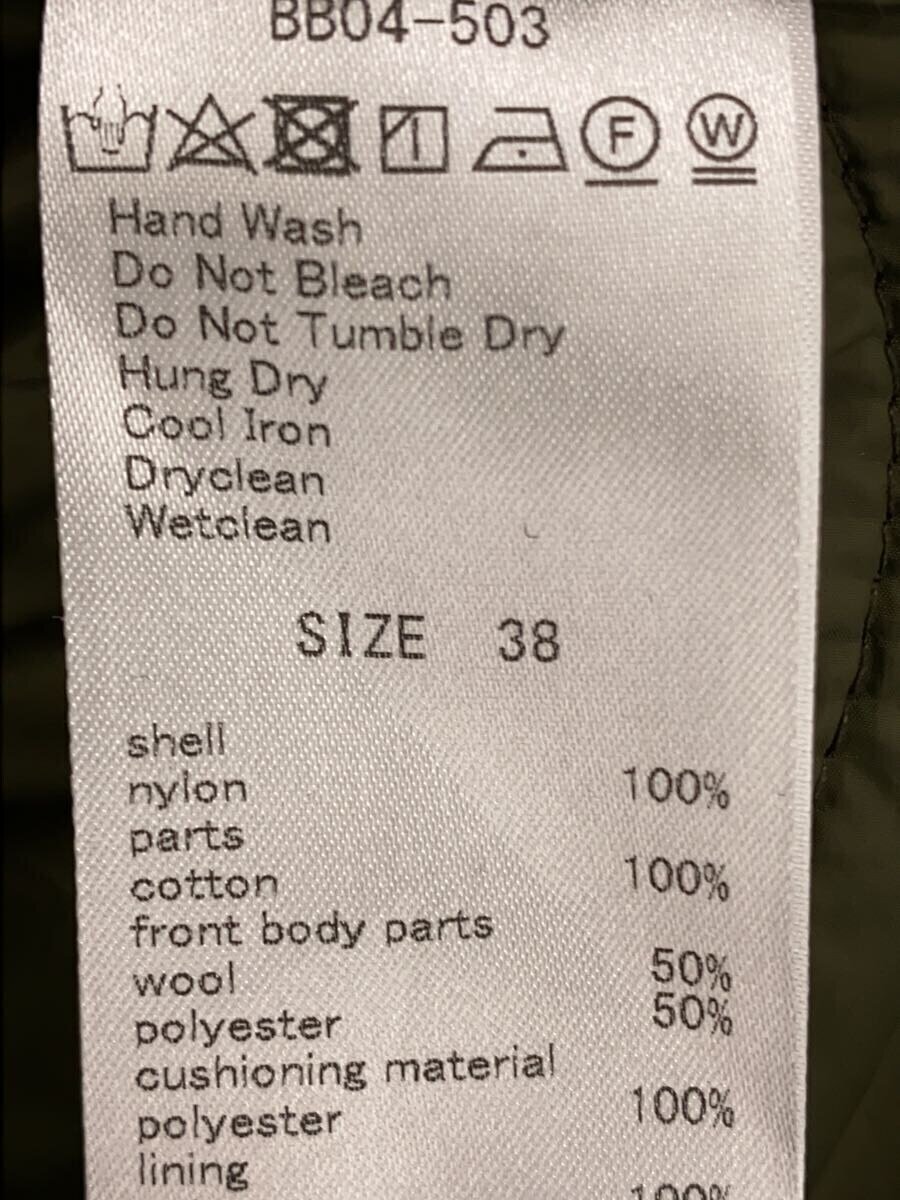 BB04-503
F W
Hand Wash
Do Not Bleach
Do Not Tumble Dry
Hung Dry
Cool Iron
Dryclean
Wetclean
SIZE 38
shell
nylon 100%
parts
cotton 100%
front body parts
wool 50%
polyester 50%
cushioning material
polyester 100%
lining
100%